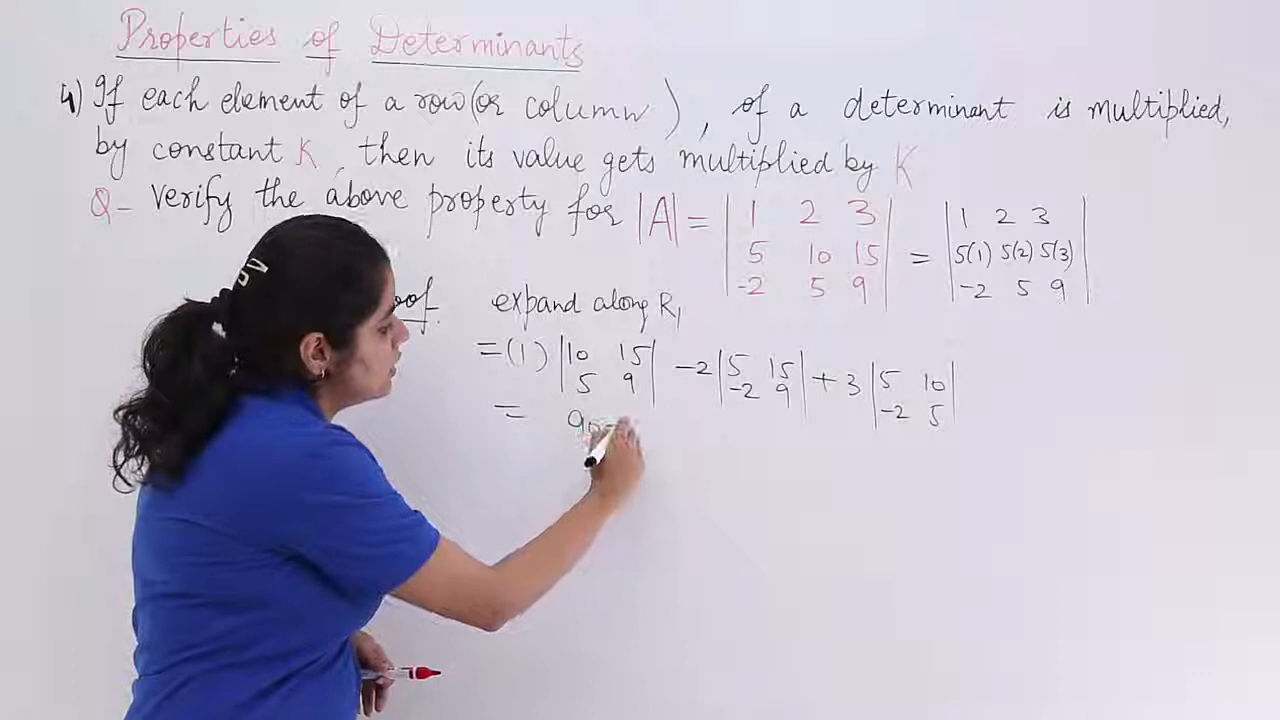 Properties of Determinants
4) If each element of a row (or column), of a determinant is multiplied,
by constant K, then its value gets multiplied by K
Q- Verify the above property for |A| = | 1 2 3 | = | 1 2 3 |
| 5 10 15 | | 5(1) 5(2) 5(3) |
| -2 5 9 | | -2 5 9 |
expand along R1
= (1) | 10 15 | -2 | 5 15 | + 3 | 5 10 |
| 5 9 | | -2 9 | | -2 5 |
= 90